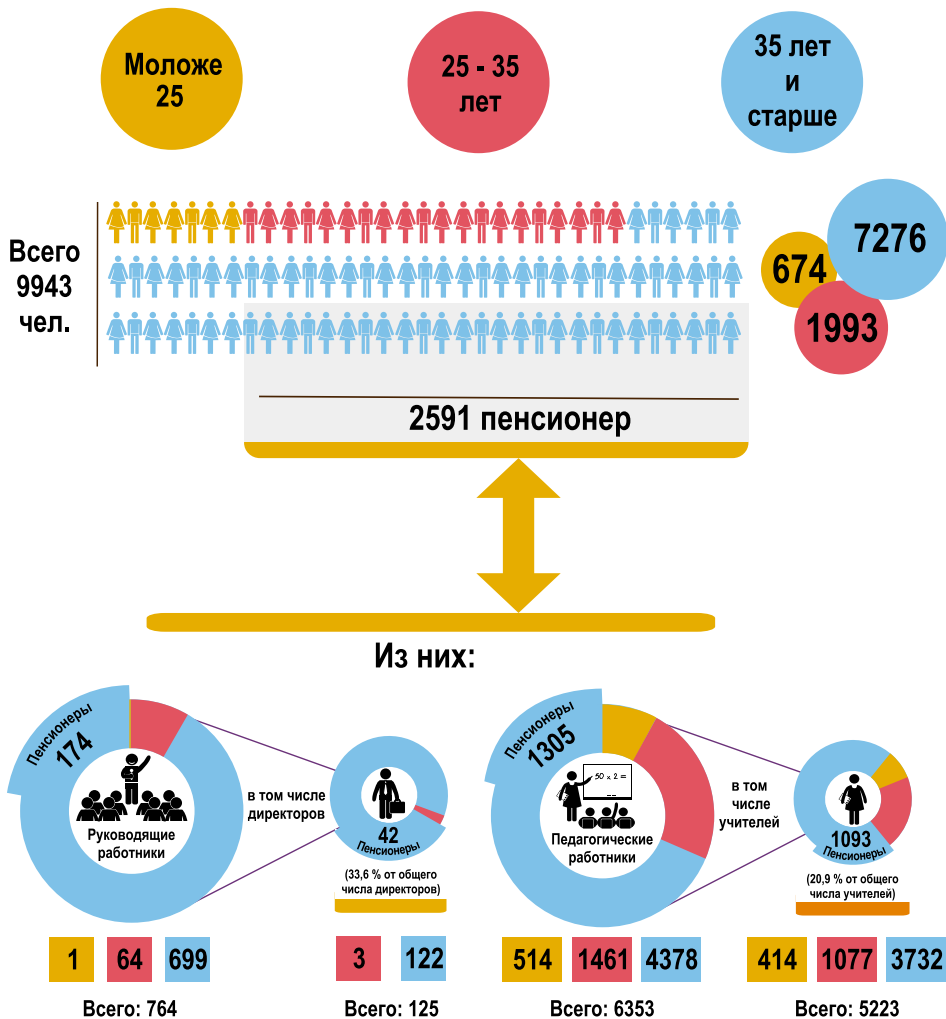 Моложе
25
25 - 35
лет
35 лет
и
старше
Всего
9943
чел.
674
7276
1993
2591 пенсионер
Из них:
Пенсионеры
174
Руководящие
работники
в том числе
директоров
42
Пенсионеры
(33,6 % от общего
числа директоров)
Пенсионеры
1305
50 x 2 =
Педагогические
работники
в том
числе
учителей
1093
Пенсионеры
(20,9 % от общего
числа учителей)
1 64 699
Всего: 764
3 122
Всего: 125
514 1461 4378
Всего: 6353
414 1077 3732
Всего: 5223